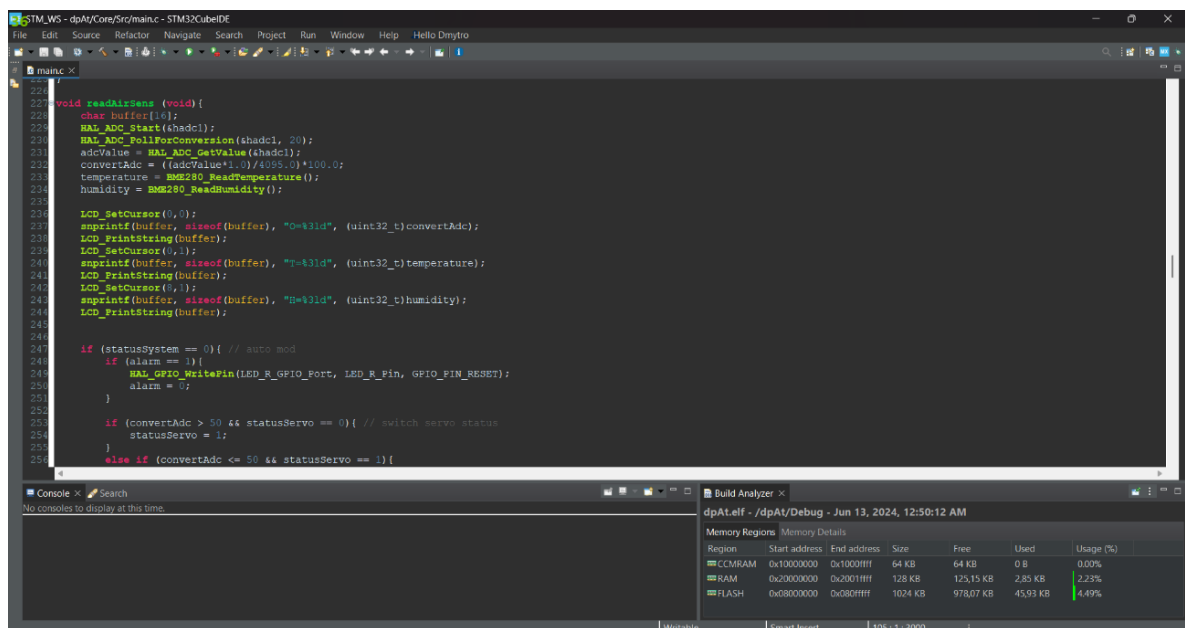 STM_WS - dpAt/Core/Src/main.c - STM32CubeIDE
File Edit Source Refactor Navigate Search Project Run Window Help Hello Dmytro
main.c
225 }
226
227 void readAirSens (void){
228 char buffer[16];
229 HAL_ADC_Start(&hadc1);
230 HAL_ADC_PollForConversion(&hadc1, 20);
231 adcValue = HAL_ADC_GetValue(&hadc1);
232 convertAdc = ((adcValue*1.0)/4095.0)*100.0;
233 temperature = BME280_ReadTemperature();
234 humidity = BME280_ReadHumidity();
235
236 LCD_SetCursor(0,0);
237 snprintf(buffer, sizeof(buffer), "O=%3ld", (uint32_t)convertAdc);
238 LCD_PrintString(buffer);
239 LCD_SetCursor(0,1);
240 snprintf(buffer, sizeof(buffer), "T=%3ld", (uint32_t)temperature);
241 LCD_PrintString(buffer);
242 LCD_SetCursor(8,1);
243 snprintf(buffer, sizeof(buffer), "H=%3ld", (uint32_t)humidity);
244 LCD_PrintString(buffer);
245
246
247 if (statusSystem == 0){ // auto mod
248 if (alarm == 1){
249 HAL_GPIO_WritePin(LED_R_GPIO_Port, LED_R_Pin, GPIO_PIN_RESET);
250 alarm = 0;
251 }
252
253 if (convertAdc > 50 && statusServo == 0){ // switch servo status
254 statusServo = 1;
255 }
256 else if (convertAdc <= 50 && statusServo == 1){
Console Search
No consoles to display at this time.
Build Analyzer
dpAt.elf - /dpAt/Debug - Jun 13, 2024, 12:50:12 AM
Memory Regions Memory Details
Region Start address End address Size Free Used Usage (%)
CCMRAM 0x10000000 0x1000ffff 64 KB 64 KB 0 B 0.00%
RAM 0x20000000 0x2001ffff 128 KB 125,15 KB 2,85 KB 2.23%
FLASH 0x08000000 0x080fffff 1024 KB 978,07 KB 45,93 KB 4.49%
Writable Smart Insert 105 : 1 : 3000